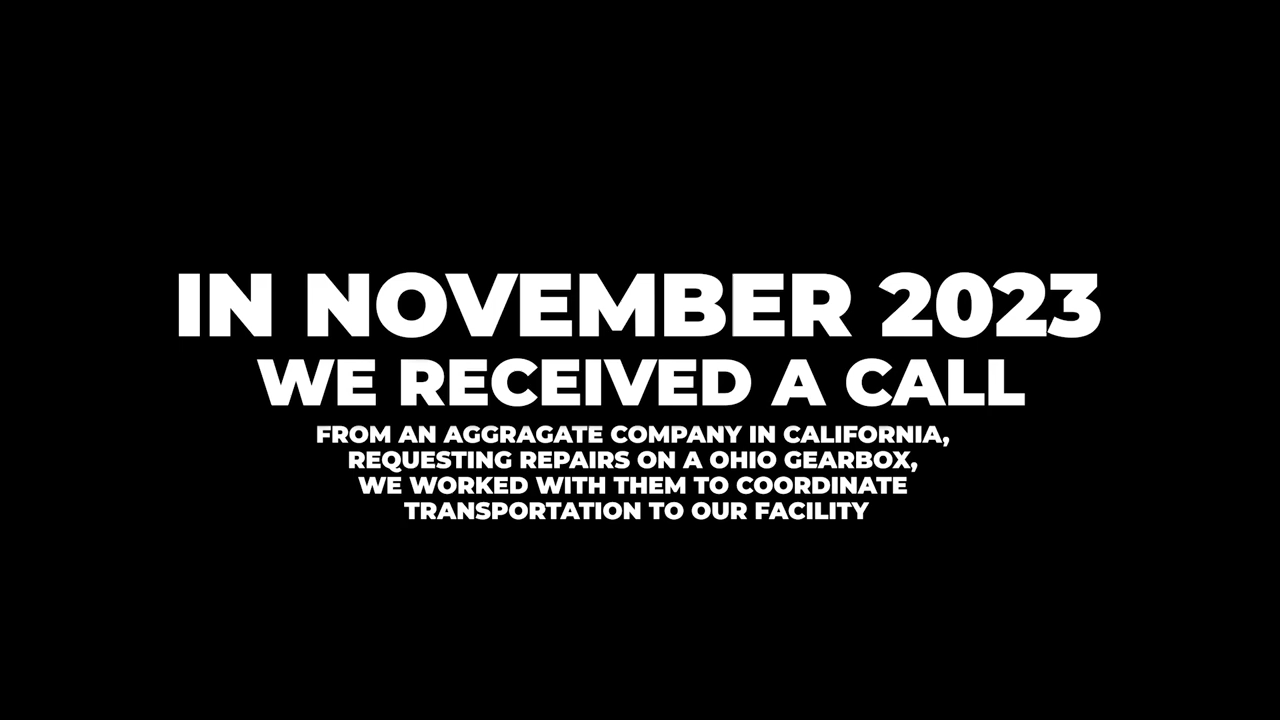 IN NOVEMBER 2023
WE RECEIVED A CALL
FROM AN AGGRAGATE COMPANY IN CALIFORNIA,
REQUESTING REPAIRS ON A OHIO GEARBOX,
WE WORKED WITH THEM TO COORDINATE
TRANSPORTATION TO OUR FACILITY